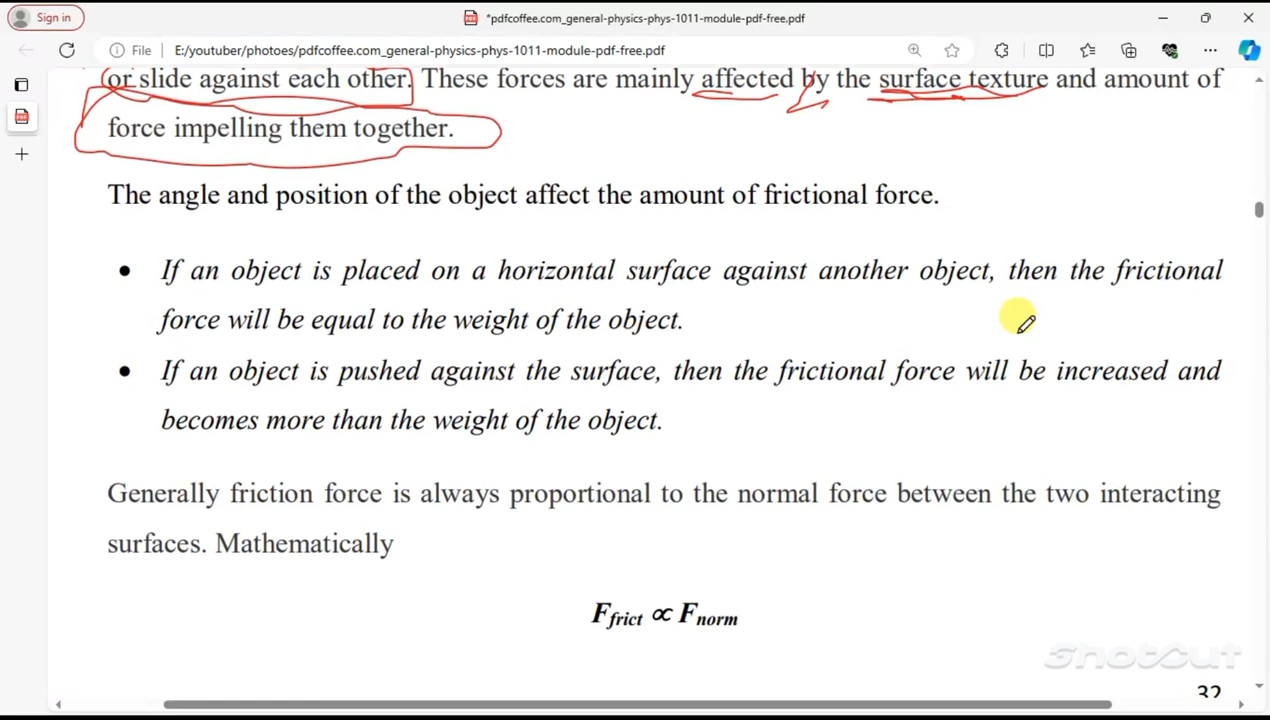 Sign in
*pdfcoffee.com_general-physics-phys-1011-module-pdf-free.pdf
File
E:/youtuber/photoes/pdfcoffee.com_general-physics-phys-1011-module-pdf-free.pdf
or slide against each other. These forces are mainly affected by the surface texture and amount of
force impelling them together.
The angle and position of the object affect the amount of frictional force.
• If an object is placed on a horizontal surface against another object, then the frictional
force will be equal to the weight of the object.
• If an object is pushed against the surface, then the frictional force will be increased and
becomes more than the weight of the object.
Generally friction force is always proportional to the normal force between the two interacting
surfaces. Mathematically
Ffrict ∝ Fnorm
ShotCut
32